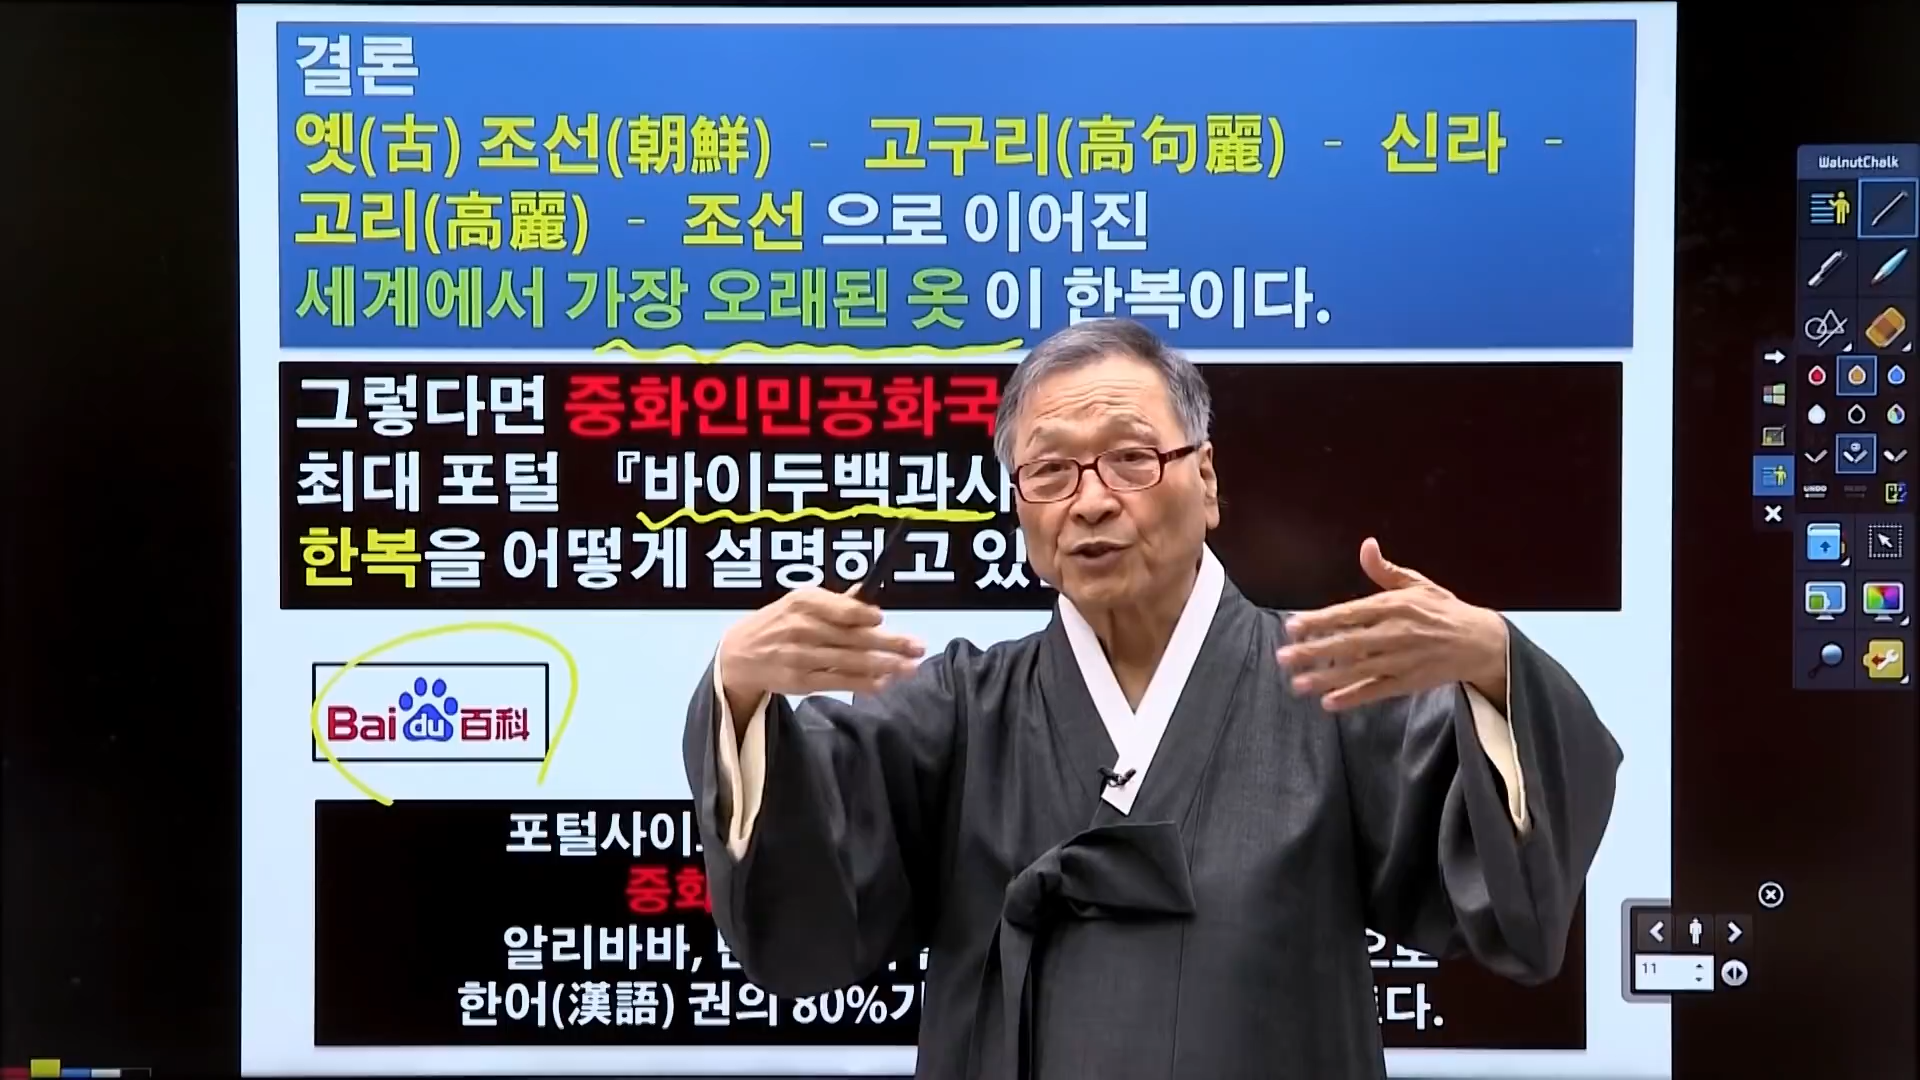 결론
옛(古) 조선(朝鮮) - 고구리(高句麗) - 신라 -
고리(高麗) - 조선 으로 이어진
세계에서 가장 오래된 옷 이 한복이다.
그렇다면 중화인민공화국
최대 포털 『바이두백과사
한복을 어떻게 설명하고
Baidu百科
포털사이
중화
알리바바,
한어(漢語) 권의 80%
다.
WalnutChalk
UNDO
11